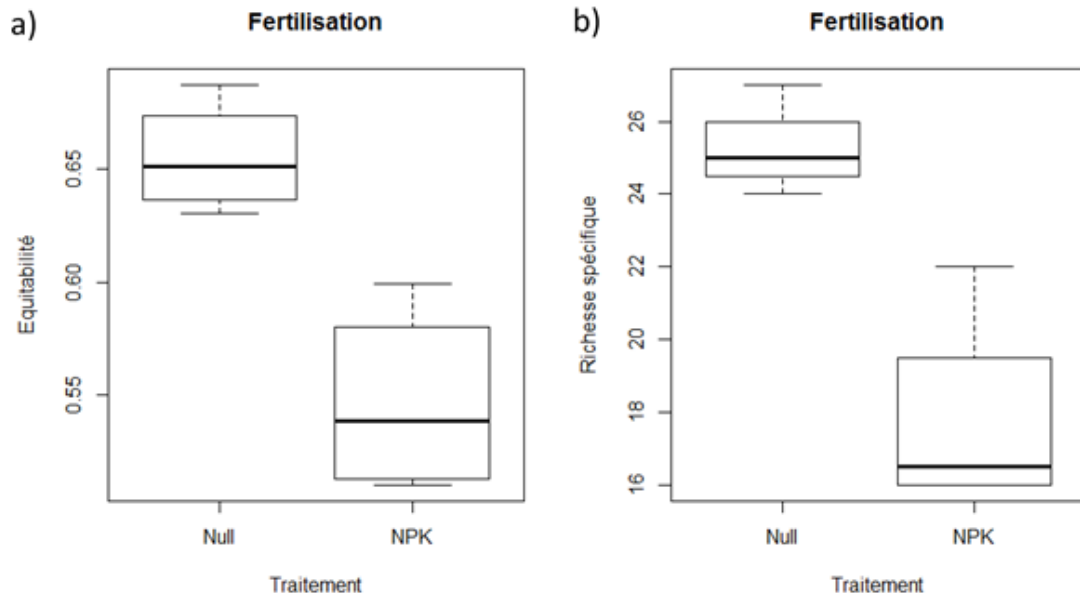 a)
Fertilisation
Equitabilité
0.65
0.60
0.55
Null
NPK
Traitement
b)
Fertilisation
Richesse spécifique
26
24
22
20
18
16
Null
NPK
Traitement